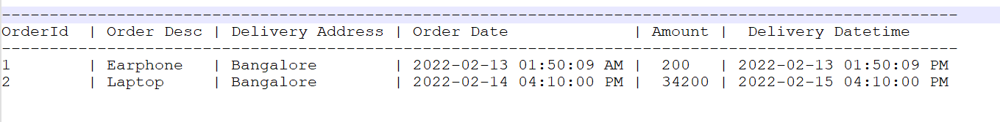 ----------------------------------------------------------------------------------------------------
OrderId  | Order Desc | Delivery Address | Order Date             | Amount |  Delivery Datetime
----------------------------------------------------------------------------------------------------
1        | Earphone   | Bangalore        | 2022-02-13 01:50:09 AM |  200   | 2022-02-13 01:50:09 PM
2        | Laptop     | Bangalore        | 2022-02-14 04:10:00 PM |  34200 | 2022-02-15 04:10:00 PM